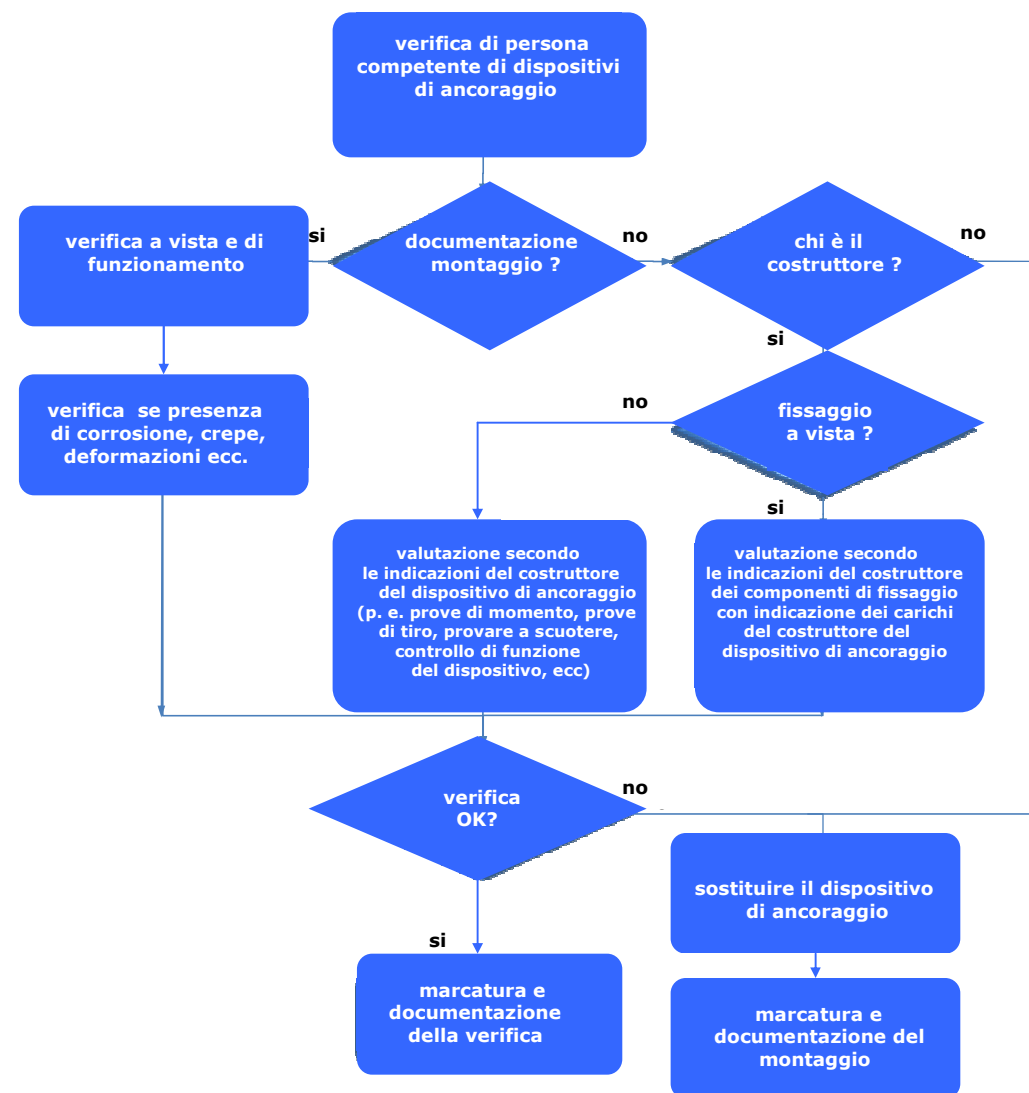 verifica di persona
competente di dispositivi
di ancoraggio
verifica a vista e di
funzionamento
si
documentazione
montaggio ?
no
chi è il
costruttore ?
no
si
verifica se presenza
di corrosione, crepe,
deformazioni ecc.
no
fissaggio
a vista ?
si
valutazione secondo
le indicazioni del costruttore
del dispositivo di ancoraggio
(p. e. prove di momento, prove
di tiro, provare a scuotere,
controllo di funzione
del dispositivo, ecc)
valutazione secondo
le indicazioni del costruttore
dei componenti di fissaggio
con indicazione dei carichi
del costruttore del
dispositivo di ancoraggio
verifica
OK?
no
sostituire il dispositivo
di ancoraggio
si
marcatura e
documentazione
della verifica
marcatura e
documentazione del
montaggio